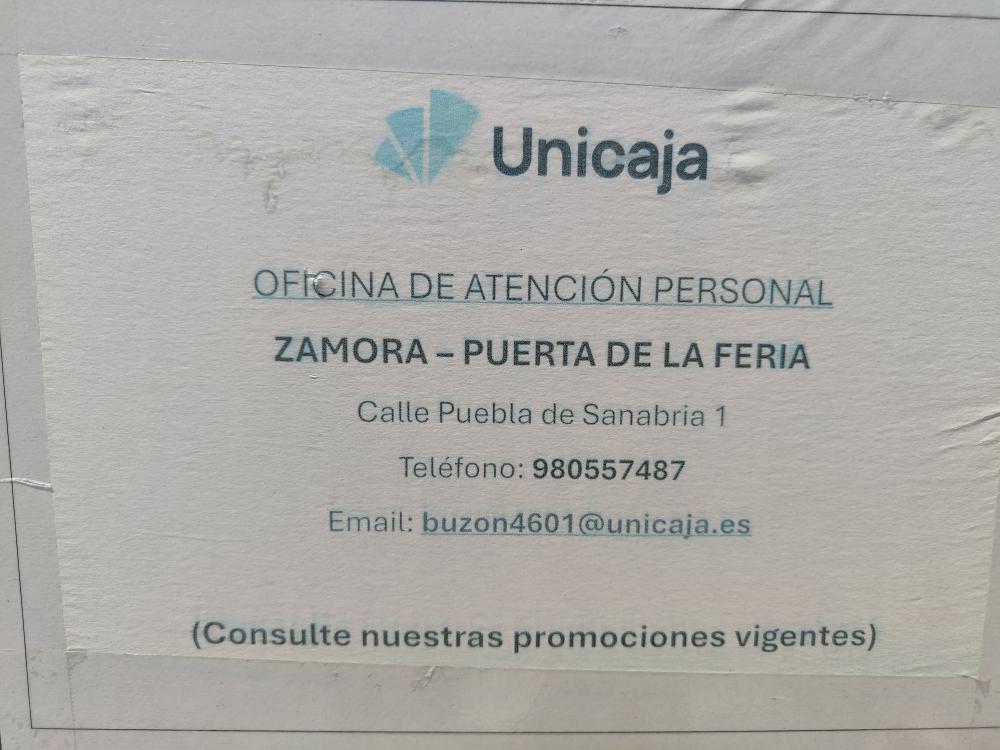 Unicaja
OFICINA DE ATENCIÓN PERSONAL
ZAMORA – PUERTA DE LA FERIA
Calle Puebla de Sanabria 1
Teléfono: 980557487
Email: buzon4601@unicaja.es
(Consulte nuestras promociones vigentes)